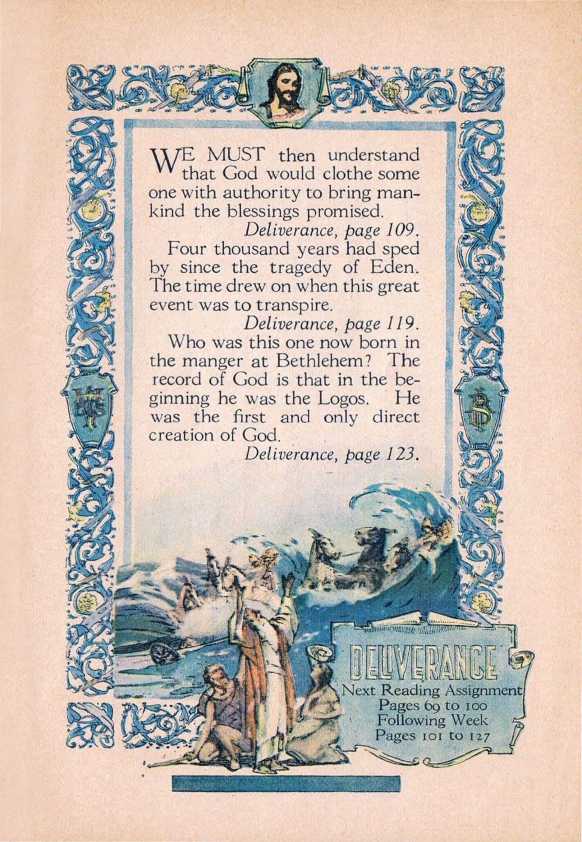 WE MUST then understand
that God would clothe some
one with authority to bring man-
kind the blessings promised.
Deliverance, page 109.
Four thousand years had sped
by since the tragedy of Eden.
The time drew on when this great
event was to transpire.
Deliverance, page 119.
Who was this one now born in
the manger at Bethlehem? The
record of God is that in the be-
ginning he was the Logos. He
was the first and only direct
creation of God.
Deliverance, page 123.
DELIVERANCE
Next Reading Assignment
Pages 69 to 100
Following Week
Pages 101 to 127